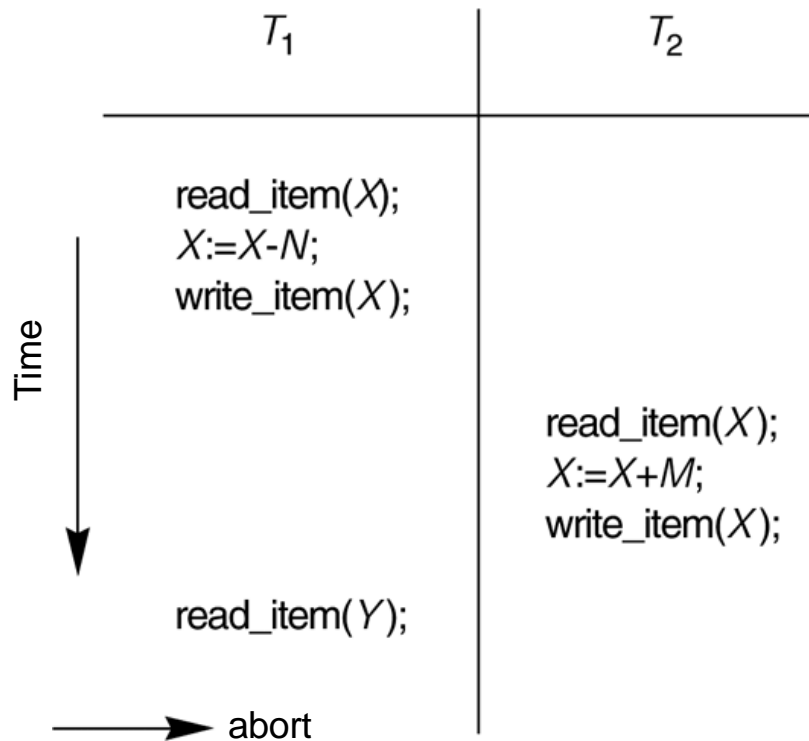 T1 T2
read_item(X);
X:=X-N;
write_item(X);
Time
read_item(X);
X:=X+M;
write_item(X);
read_item(Y);
abort